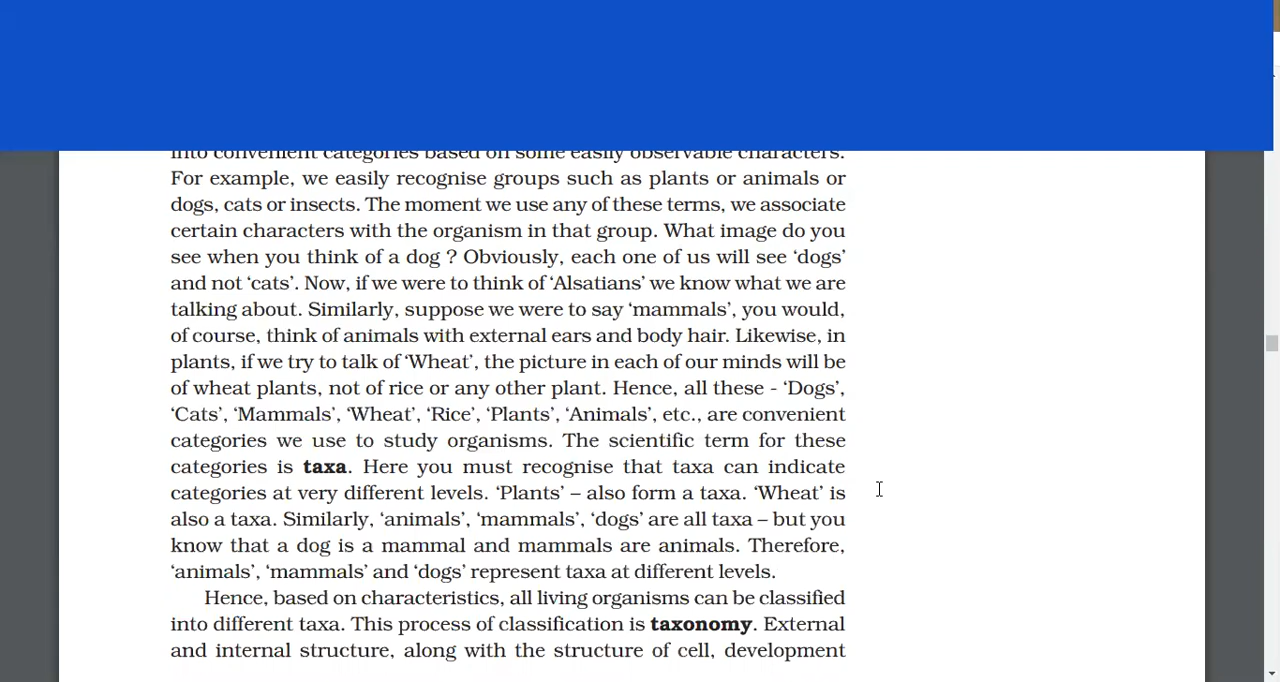 into convenient categories based on some easily observable characters.
For example, we easily recognise groups such as plants or animals or
dogs, cats or insects. The moment we use any of these terms, we associate
certain characters with the organism in that group. What image do you
see when you think of a dog ? Obviously, each one of us will see ‘dogs’
and not ‘cats’. Now, if we were to think of ‘Alsatians’ we know what we are
talking about. Similarly, suppose we were to say ‘mammals’, you would,
of course, think of animals with external ears and body hair. Likewise, in
plants, if we try to talk of ‘Wheat’, the picture in each of our minds will be
of wheat plants, not of rice or any other plant. Hence, all these - ‘Dogs’,
‘Cats’, ‘Mammals’, ‘Wheat’, ‘Rice’, ‘Plants’, ‘Animals’, etc., are convenient
categories we use to study organisms. The scientific term for these
categories is taxa. Here you must recognise that taxa can indicate
categories at very different levels. ‘Plants’ – also form a taxa. ‘Wheat’ is
also a taxa. Similarly, ‘animals’, ‘mammals’, ‘dogs’ are all taxa – but you
know that a dog is a mammal and mammals are animals. Therefore,
‘animals’, ‘mammals’ and ‘dogs’ represent taxa at different levels.
Hence, based on characteristics, all living organisms can be classified
into different taxa. This process of classification is taxonomy. External
and internal structure, along with the structure of cell, development